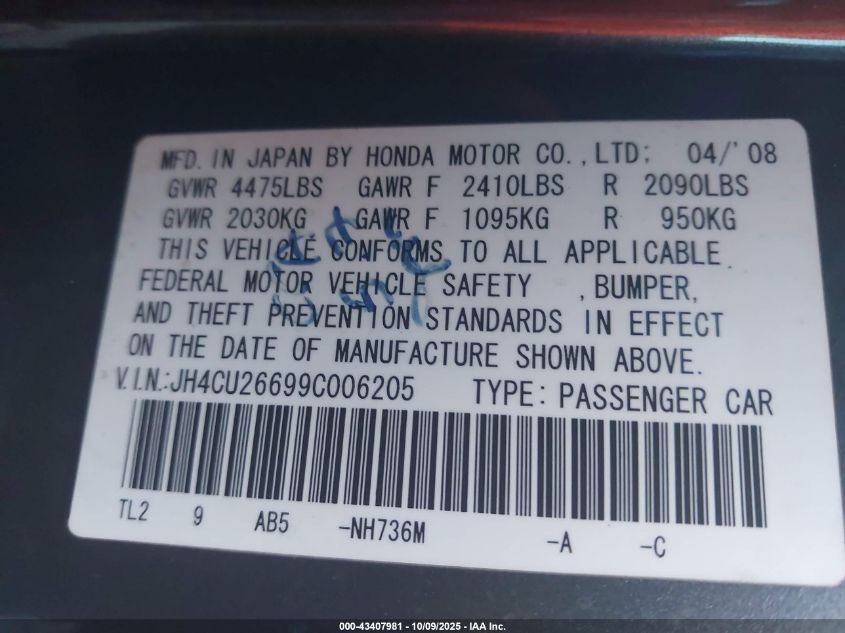 MFD. IN JAPAN BY HONDA MOTOR CO., LTD: 04/'08
GVWR 4475LBS GAWR F 2410LBS R 2090LBS
GVWR 2030KG GAWR F 1095KG R 950KG
THIS VEHICLE CONFORMS TO ALL APPLICABLE
FEDERAL MOTOR VEHICLE SAFETY , BUMPER,
AND THEFT PREVENTION STANDARDS IN EFFECT
ON THE DATE OF MANUFACTURE SHOWN ABOVE.
V.I.N.:JH4CU26699C006205 TYPE: PASSENGER CAR
TL2 9 AB5 -NH736M -A -C
000-43407981 - 10/09/2025 - IAA Inc.